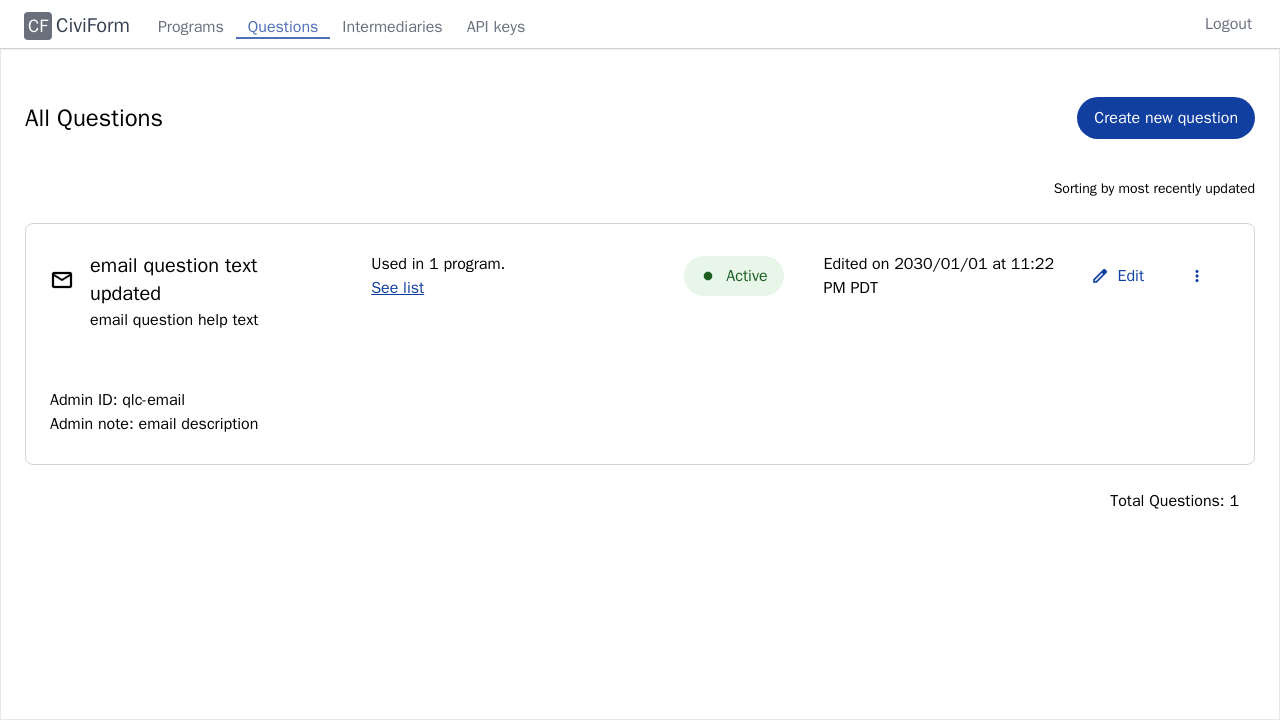 CF CiviForm Programs Questions Intermediaries API keys Logout
All Questions Create new question
Sorting by most recently updated
email question text
updated
email question help text
Used in 1 program.
See list
Active
Edited on 2030/01/01 at 11:22
PM PDT
Edit
Admin ID: qlc-email
Admin note: email description
Total Questions: 1